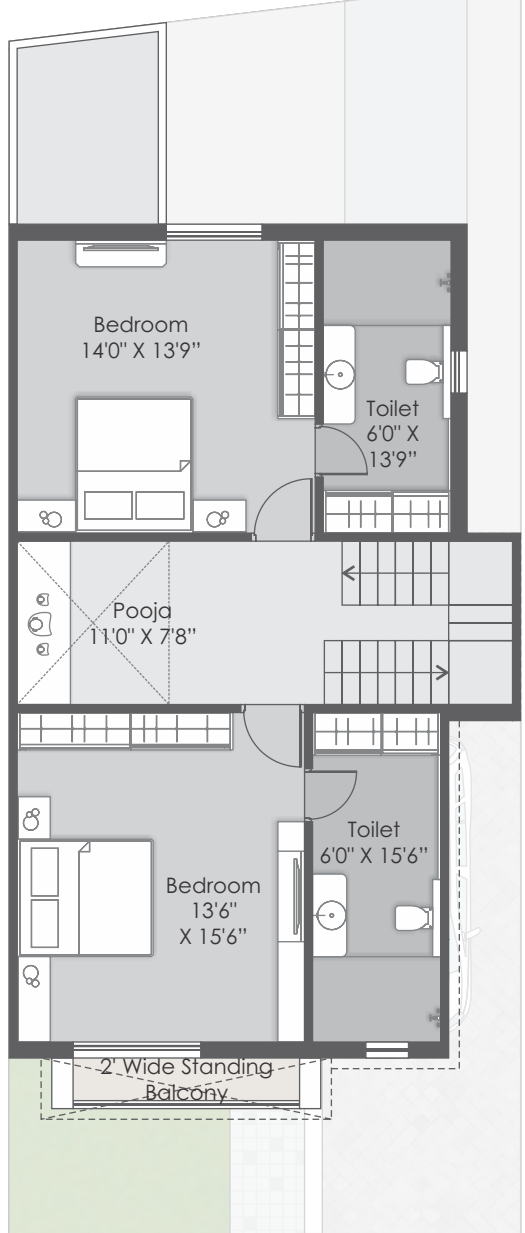 Bedroom
14'0" X 13'9”
Toilet
6'0" X
13'9”
Pooja
11'0" X 7'8”
Toilet
6'0" X 15'6”
Bedroom
13'6"
X 15'6”
2' Wide Standing
Balcony